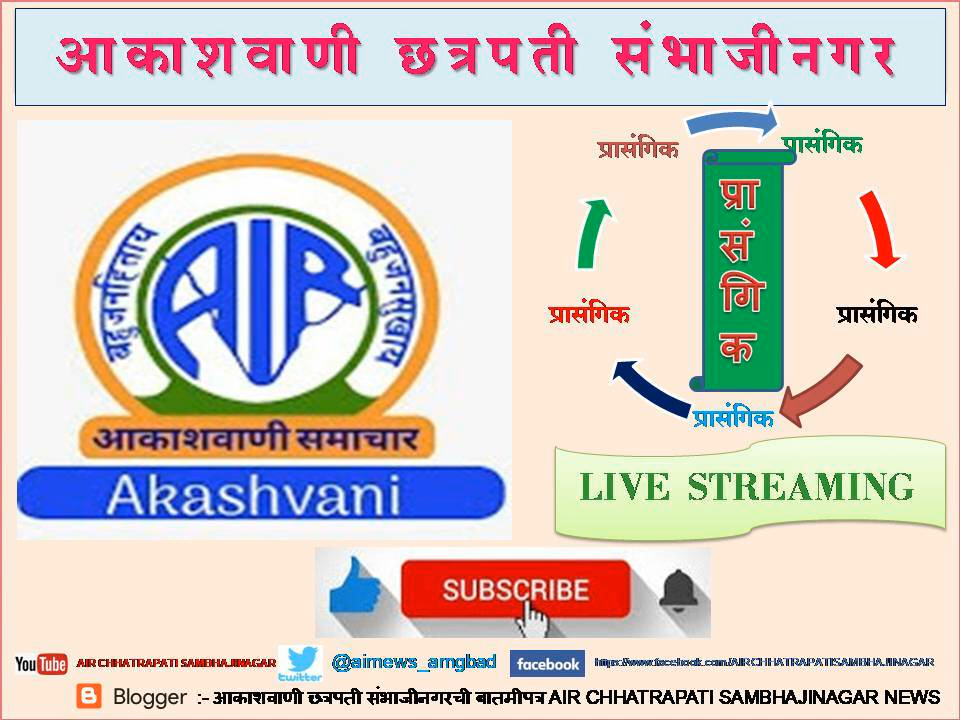 आकाशवाणी छत्रपती संभाजीनगर
बहुजनहिताय
AIR
बहुजनसुखाय
आकाशवाणी समाचार
Akashvani
प्रासंगिक
प्रासंगिक
प्रासंगिक
प्रासंगिक
प्रासंगिक
प्रासंगिक
LIVE STREAMING
SUBSCRIBE
YouTube AIR CHHATRAPATI SAMBHAJINAGAR
twitter @airnews_arngbad
facebook https://www.facebook.com/AIRCHHATRAPATISAMBHAJINAGAR
Blogger :- आकाशवाणी छत्रपती संभाजीनगरची बातमीपत्र AIR CHHATRAPATI SAMBHAJINAGAR NEWS